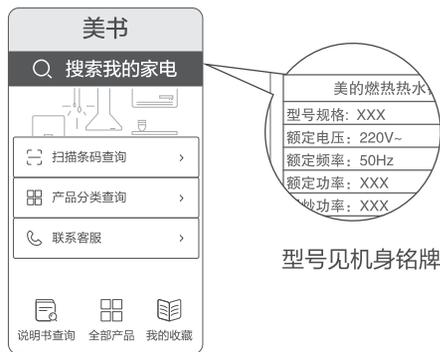 美书
搜索我的家电
扫描条码查询
产品分类查询
联系客服
说明书查询 全部产品 我的收藏
美的燃热热水
型号规格: XXX
额定电压: 220V~
额定频率: 50Hz
额定功率: XXX
功率: XXX
型号见机身铭牌